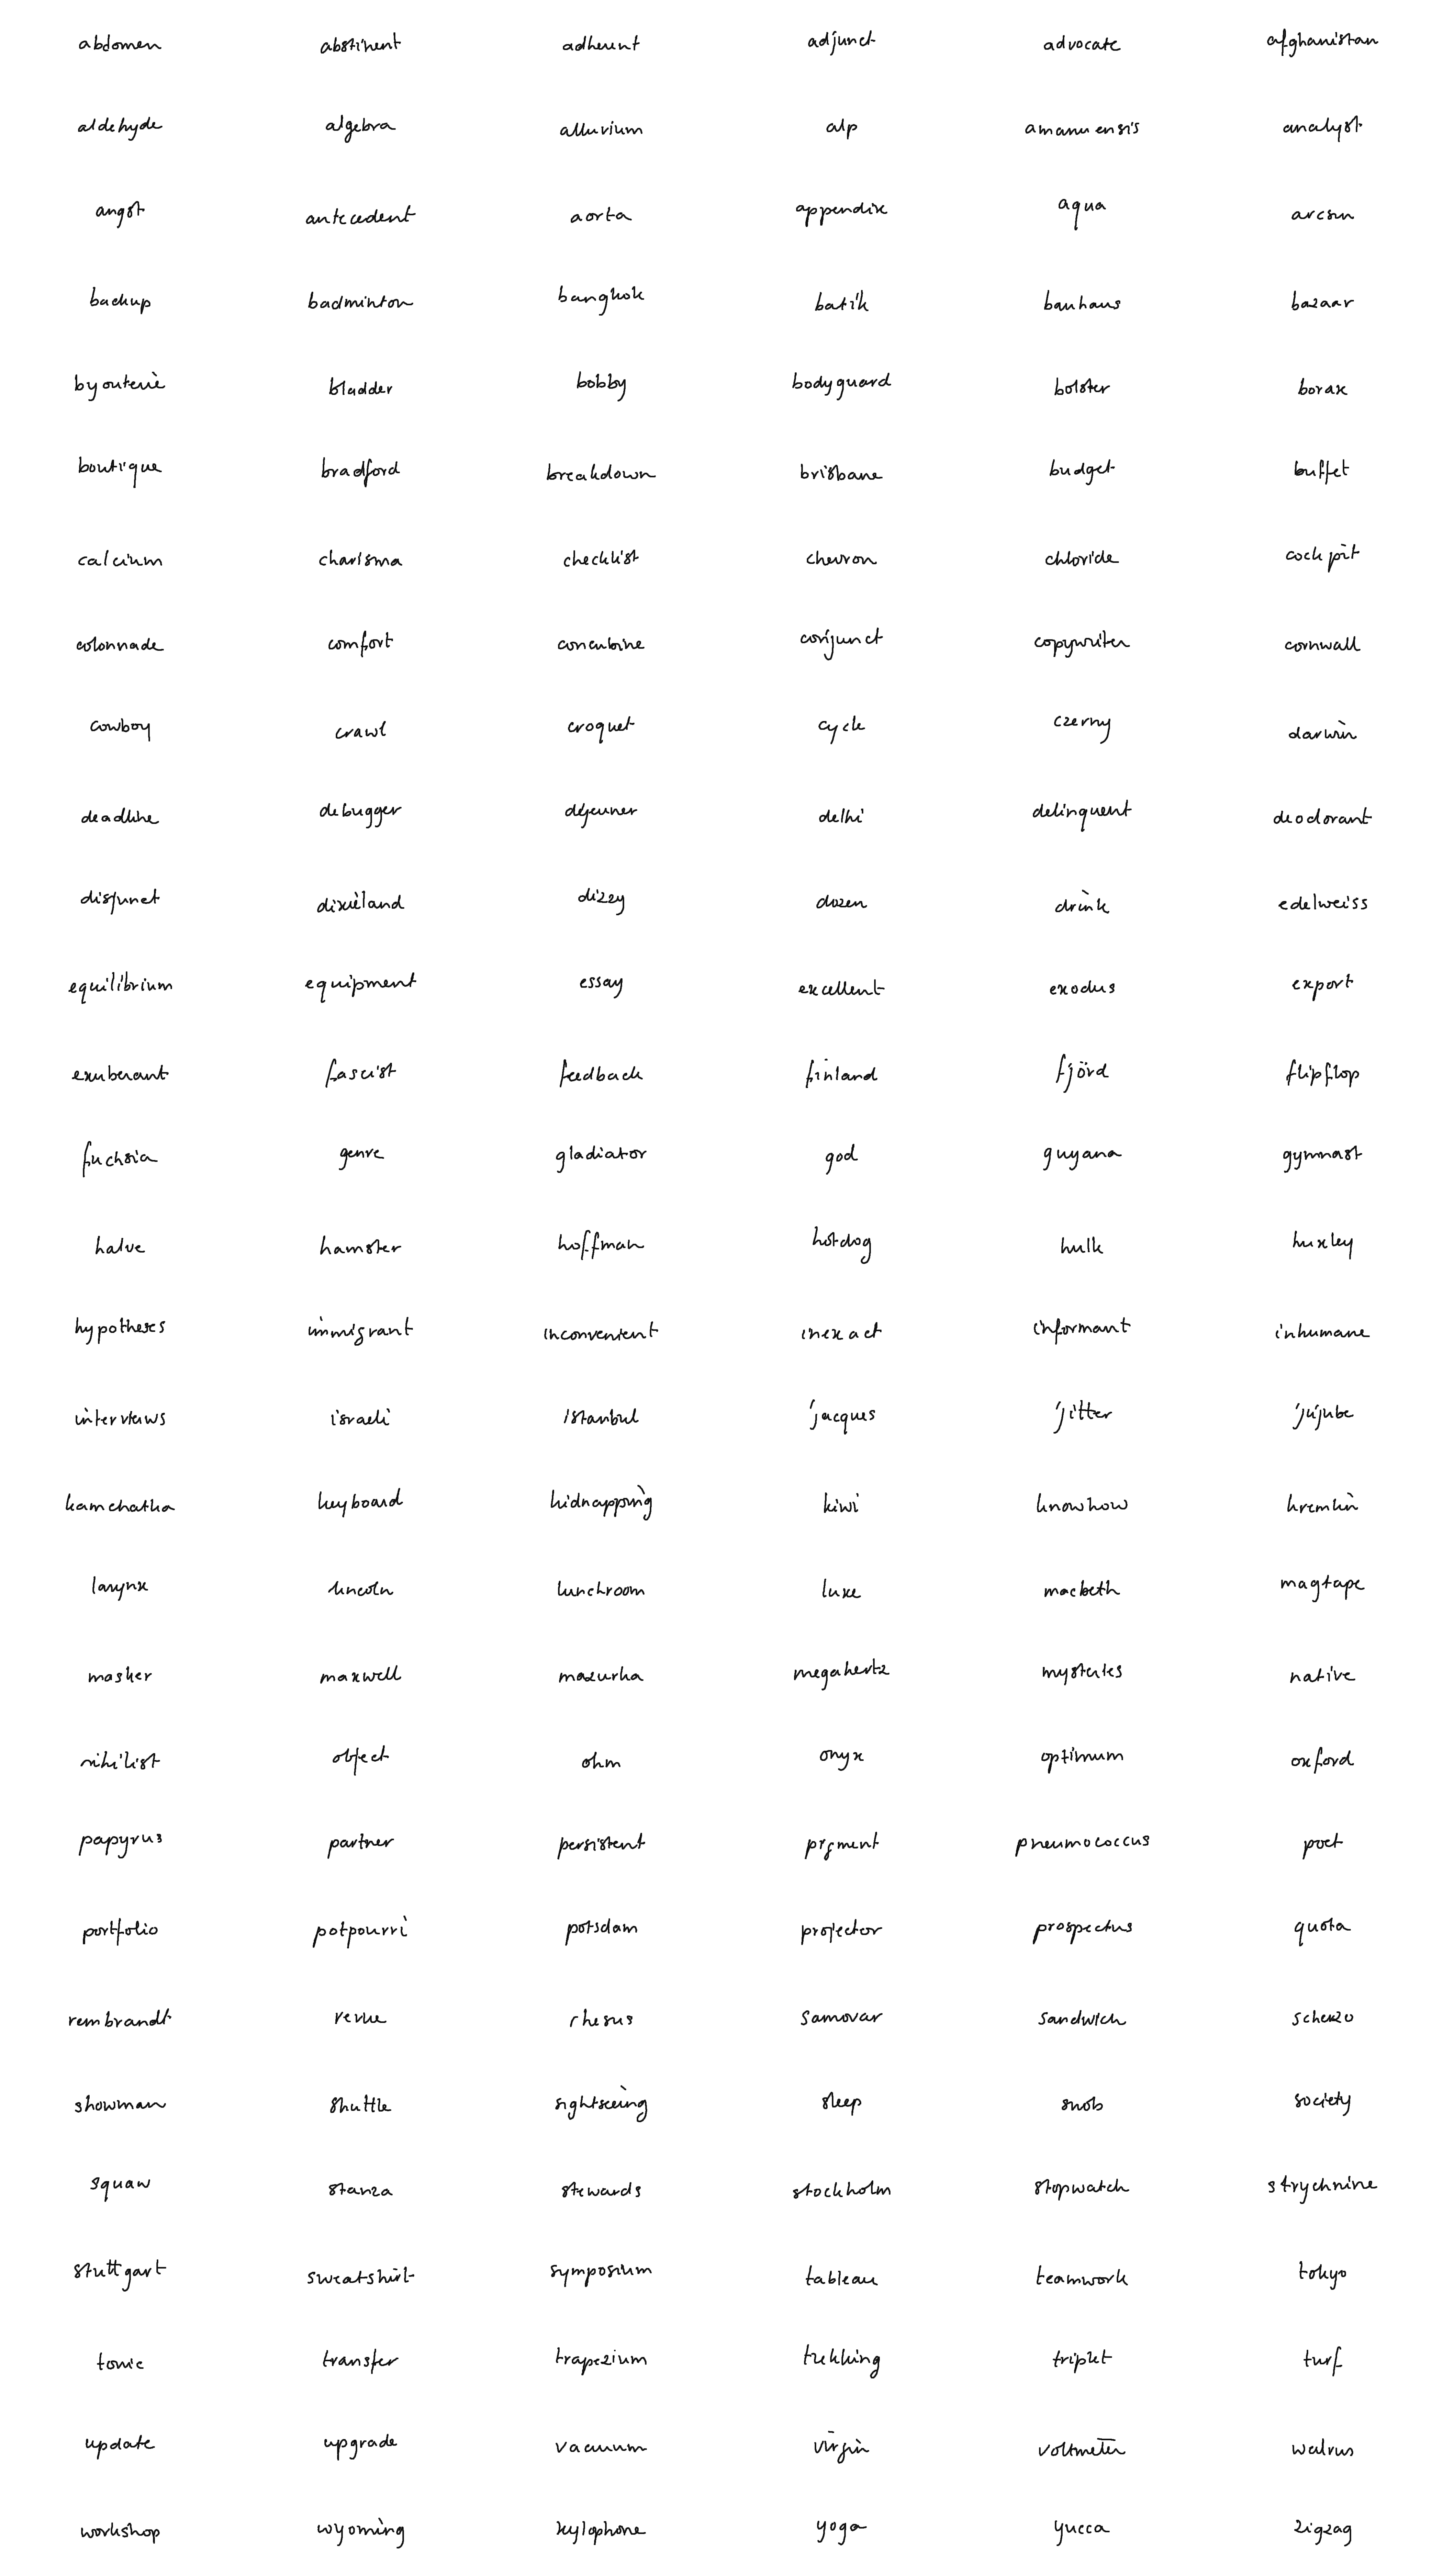 abdomen abstinent adherent adjunct advocate afghanistan
aldehyde algebra alluvium alp amanuensis analyst
angst antecedent aorta appendix aqua arcsin
backup badminton bangkok batik bauhaus bazaar
byouterie bladder bobby bodyguard bolster borax
boutique bradford breakdown brisbane budget buffet
calcium charisma checklist chevron chloride cockpit
colonnade comfort concubine conjunct copywriter cornwall
cowboy crawl croquet cycle czerny darwin
deadline debugger dejeuner delhi delinquent deodorant
disjunct dixieland dizzy dozen drink edelweiss
equilibrium equipment essay excellent exodus export
exuberant fascist feedback finland fjörd flipflop
fuchsia genre gladiator god guyana gymnast
halve hamster hoffman hotdog hulk huxley
hypotheses immigrant inconvenient inexact informant inhumane
interviews israeli istanbul jacques jitter jujube
kamchatka keyboard kidnapping kiwi knowhow kremlin
larynx lincoln lunchroom luxe macbeth magtape
masker maxwell mazurka megahertz mysteries native
nihilist object ohm onyx optimum oxford
papyrus partner persistent pigment pneumococcus poet
portfolio potpourri potsdam projector prospectus quota
rembrandt revue rhesus samovar sandwich scherzo
showman shuttle sightseeing sleep snob society
squaw stanza stewards stockholm stopwatch strychnine
stuttgart sweatshirt symposium tableau teamwork tokyo
tonic transfer trapezium trekking triplet turf
update upgrade vacuum virgin voltmeter walrus
workshop wyoming xylophone yoga yucca zigzag